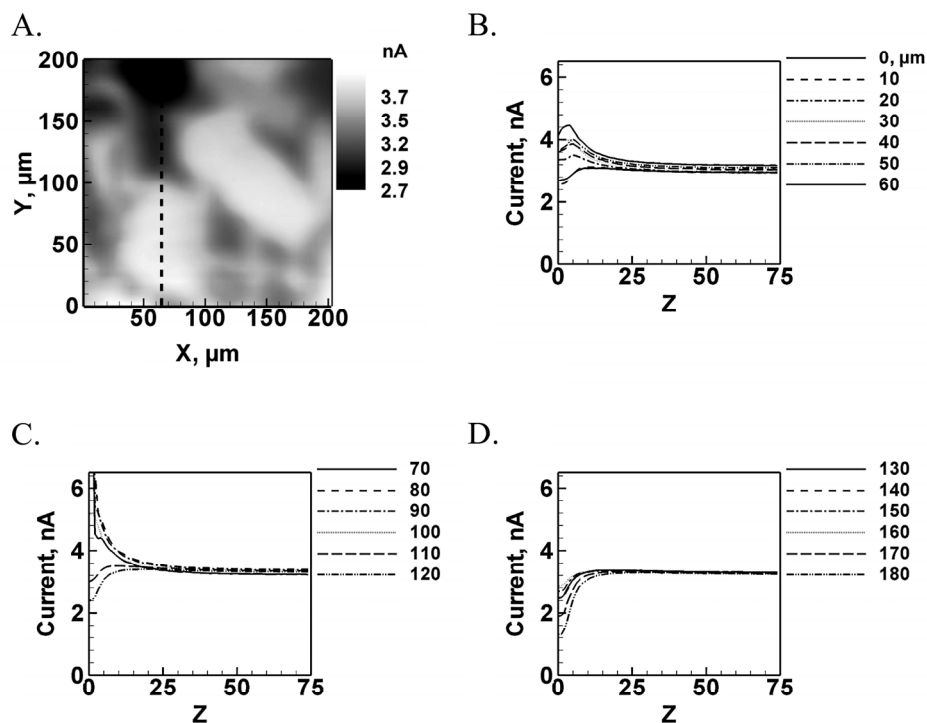 A.
nA
200
150
100
50
0
Y, µm
3.7
3.5
3.2
2.9
2.7
50 100 150 200
X, µm
B.
6
4
2
0
Current, nA
0 25 50 75
Z
0, µm
10
20
30
40
50
60
C.
6
4
2
0
Current, nA
0 25 50 75
Z
70
80
90
100
110
120
D.
6
4
2
0
Current, nA
0 25 50 75
Z
130
140
150
160
170
180